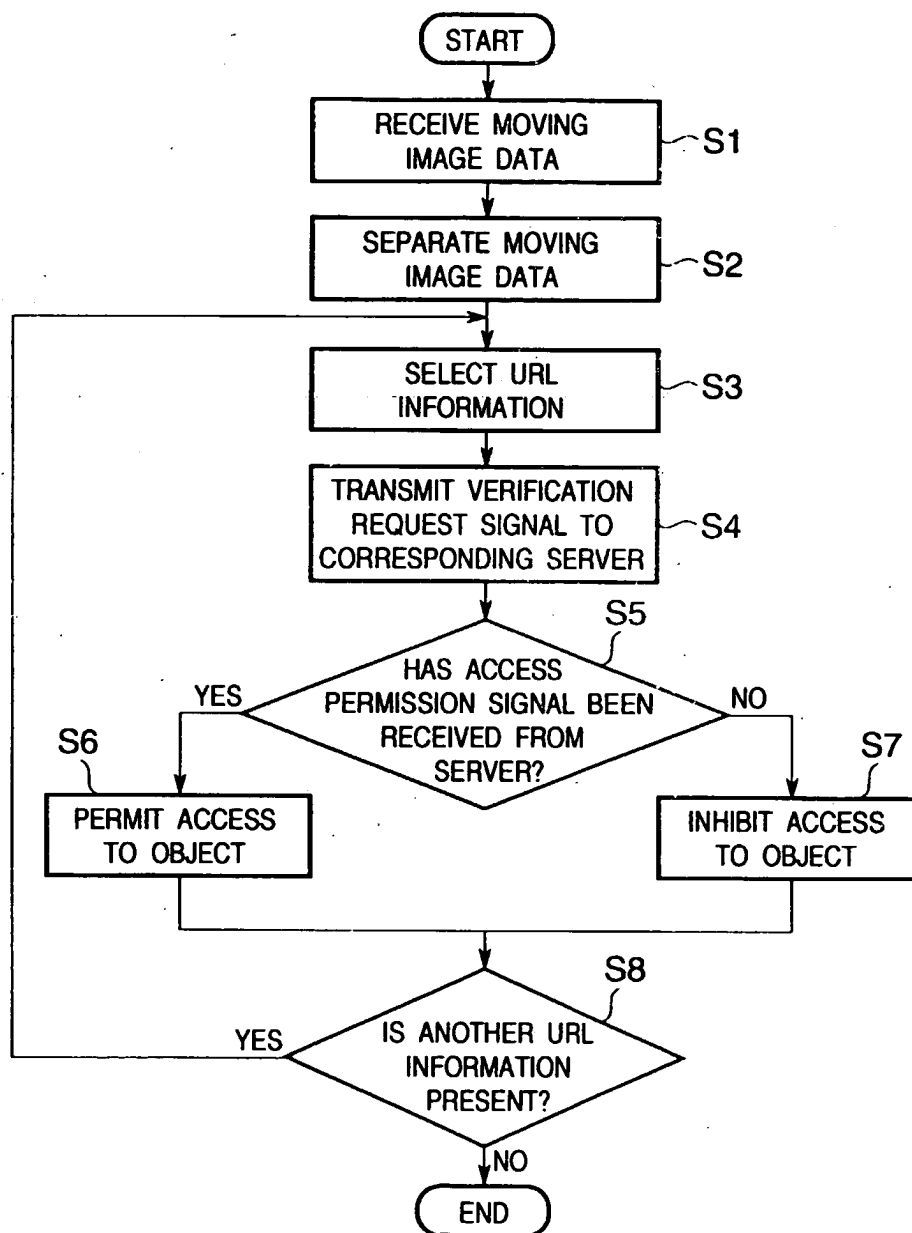 START
RECEIVE MOVING
IMAGE DATA
S1
SEPARATE MOVING
IMAGE DATA
S2
SELECT URL
INFORMATION
S3
TRANSMIT VERIFICATION
REQUEST SIGNAL TO
CORRESPONDING SERVER
S4
S5
HAS ACCESS
PERMISSION SIGNAL BEEN
RECEIVED FROM
SERVER?
YES
NO
S6
PERMIT ACCESS
TO OBJECT
S7
INHIBIT ACCESS
TO OBJECT
S8
IS ANOTHER URL
INFORMATION
PRESENT?
YES
NO
END